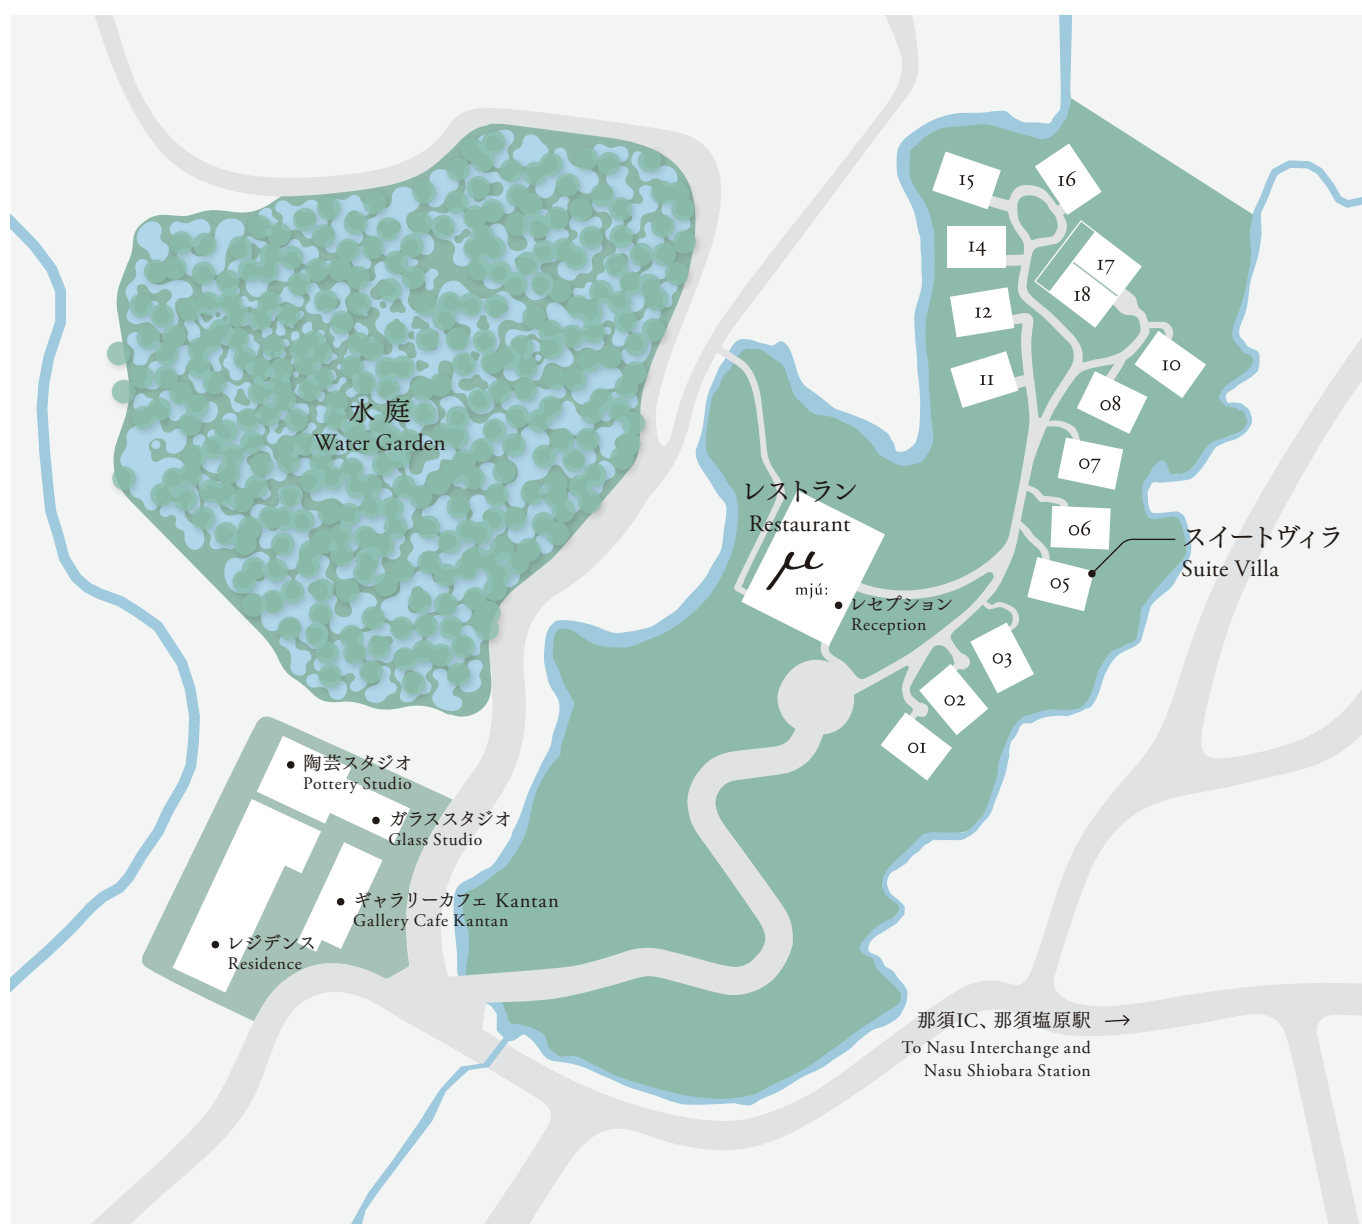 15
16
14
17
18
12
10
11
08
水庭
Water Garden
07
レストラン
Restaurant
μ
mjú:
06
スイートヴィラ
Suite Villa
05
レセプション
Reception
03
02
01
陶芸スタジオ
Pottery Studio
ガラススタジオ
Glass Studio
ギャラリーカフェ Kantan
Gallery Cafe Kantan
レジデンス
Residence
那須IC、那須塩原駅 →
To Nasu Interchange and
Nasu Shiobara Station